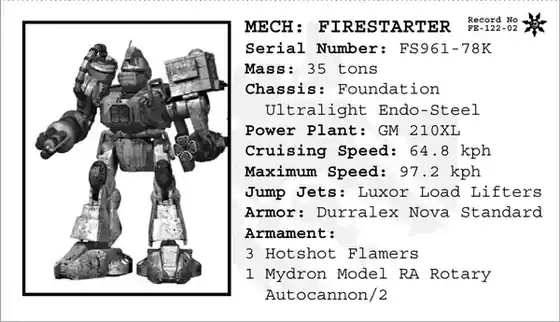 MECH: FIRESTARTER
Record No
FE-122-02
Serial Number: FS961-78K
Mass: 35 tons
Chassis: Foundation
Ultralight Endo-Steel
Power Plant: GM 210XL
Cruising Speed: 64.8 kph
Maximum Speed: 97.2 kph
Jump Jets: Luxor Load Lifters
Armor: Durralex Nova Standard
Armament:
3 Hotshot Flamers
1 Mydron Model RA Rotary
Autocannon/2